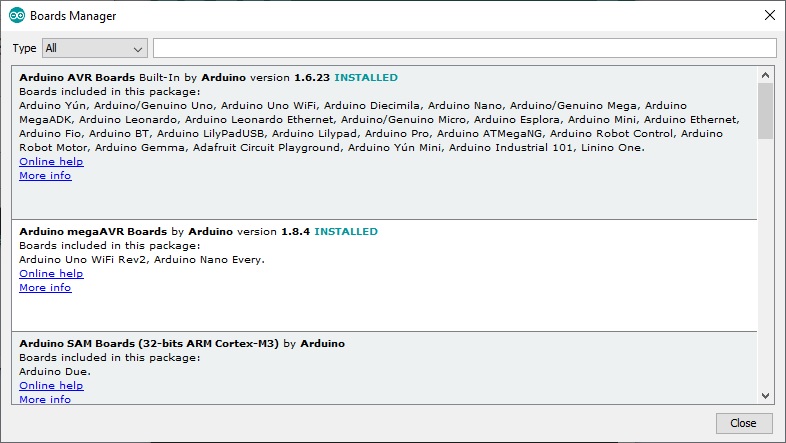 Boards Manager
Type All
Arduino AVR Boards Built-In by Arduino version 1.6.23 INSTALLED
Boards included in this package:
Arduino Yún, Arduino/Genuino Uno, Arduino Uno WiFi, Arduino Diecimila, Arduino Nano, Arduino/Genuino Mega, Arduino
MegaADK, Arduino Leonardo, Arduino Leonardo Ethernet, Arduino/Genuino Micro, Arduino Esplora, Arduino Mini, Arduino Ethernet,
Arduino Fio, Arduino BT, Arduino LilyPadUSB, Arduino Lilypad, Arduino Pro, Arduino ATMegaNG, Arduino Robot Control, Arduino
Robot Motor, Arduino Gemma, Adafruit Circuit Playground, Arduino Yún Mini, Arduino Industrial 101, Linino One.
Online help
More info
Arduino megaAVR Boards by Arduino version 1.8.4 INSTALLED
Boards included in this package:
Arduino Uno WiFi Rev2, Arduino Nano Every.
Online help
More info
Arduino SAM Boards (32-bits ARM Cortex-M3) by Arduino
Boards included in this package:
Arduino Due.
Online help
More info
Close